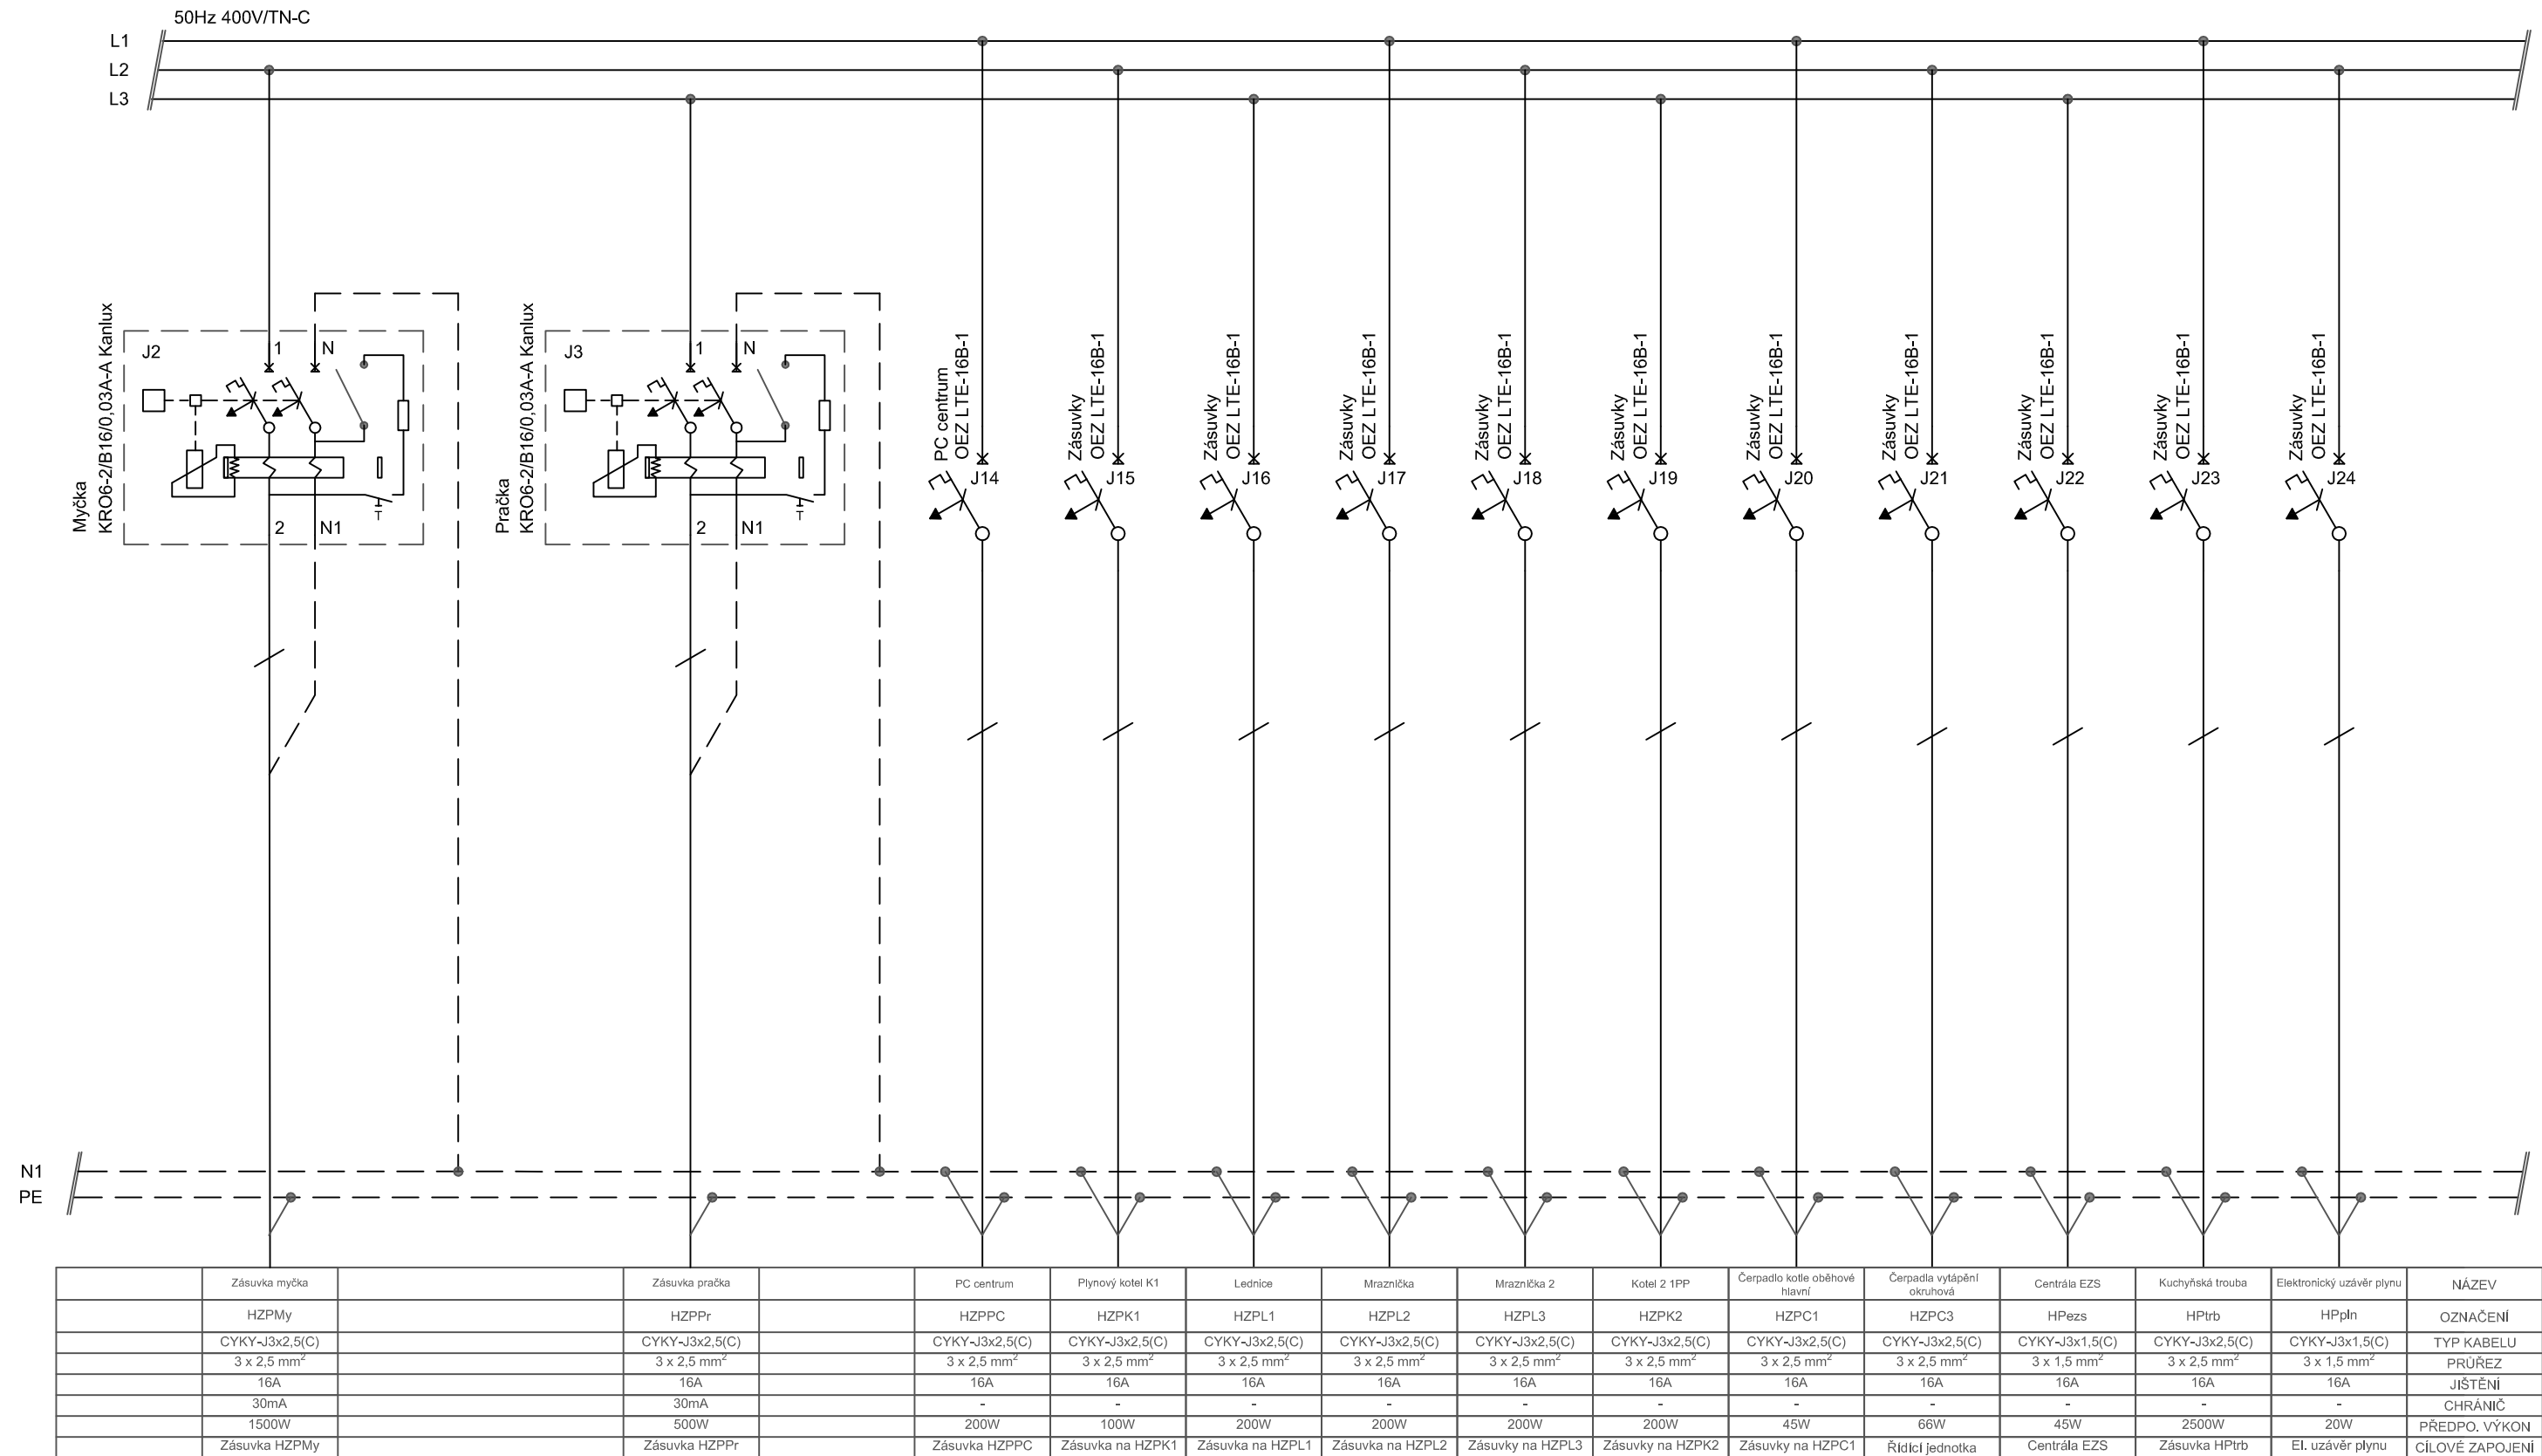 50Hz 400V/TN-C
L1
L2
L3
Myčka
KRO6-2/B16/0,03A-A Kanlux
J2
1
N
2
N1
Pračka
KRO6-2/B16/0,03A-A Kanlux
J3
1
N
2
N1
PC centrum
OEZ LTE-16B-1
J14
Zásuvky
OEZ LTE-16B-1
J15
Zásuvky
OEZ LTE-16B-1
J16
Zásuvky
OEZ LTE-16B-1
J17
Zásuvky
OEZ LTE-16B-1
J18
Zásuvky
OEZ LTE-16B-1
J19
Zásuvky
OEZ LTE-16B-1
J20
Zásuvky
OEZ LTE-16B-1
J21
Zásuvky
OEZ LTE-16B-1
J22
Zásuvky
OEZ LTE-16B-1
J23
Zásuvky
OEZ LTE-16B-1
J24
N1
PE
Zásuvka myčka Zásuvka pračka PC centrum Plynový kotel K1 Lednice Mraznička Mraznička 2 Kotel 2 1PP Čerpadlo kotle oběhové hlavní Čerpadla vytápění okruhová Centrála EZS Kuchyňská trouba Elektronický uzávěr plynu NÁZEV
HZPMy HZPPr HZPPC HZPK1 HZPL1 HZPL2 HZPL3 HZPK2 HZPC1 HZPC3 HPezs HPtrb HPpln OZNAČENÍ
CYKY-J3x2,5(C) CYKY-J3x2,5(C) CYKY-J3x2,5(C) CYKY-J3x2,5(C) CYKY-J3x2,5(C) CYKY-J3x2,5(C) CYKY-J3x2,5(C) CYKY-J3x2,5(C) CYKY-J3x2,5(C) CYKY-J3x2,5(C) CYKY-J3x1,5(C) CYKY-J3x2,5(C) CYKY-J3x1,5(C) TYP KABELU
3 x 2,5 mm² 3 x 2,5 mm² 3 x 2,5 mm² 3 x 2,5 mm² 3 x 2,5 mm² 3 x 2,5 mm² 3 x 2,5 mm² 3 x 2,5 mm² 3 x 2,5 mm² 3 x 2,5 mm² 3 x 1,5 mm² 3 x 2,5 mm² 3 x 1,5 mm² PRŮŘEZ
16A 16A 16A 16A 16A 16A 16A 16A 16A 16A 16A 16A 16A JIŠTĚNÍ
30mA 30mA - - - - - - - - - - - CHRÁNIČ
1500W 500W 200W 100W 200W 200W 200W 200W 45W 66W 45W 2500W 20W PŘEDPO. VÝKON
Zásuvka HZPMy Zásuvka HZPPr Zásuvka HZPPC Zásuvka na HZPK1 Zásuvka na HZPL1 Zásuvka na HZPL2 Zásuvky na HZPL3 Zásuvky na HZPK2 Zásuvky na HZPC1 Řídící jednotka Centrála EZS Zásuvka HPtrb El. uzávěr plynu CÍLOVÉ ZAPOJENÍ